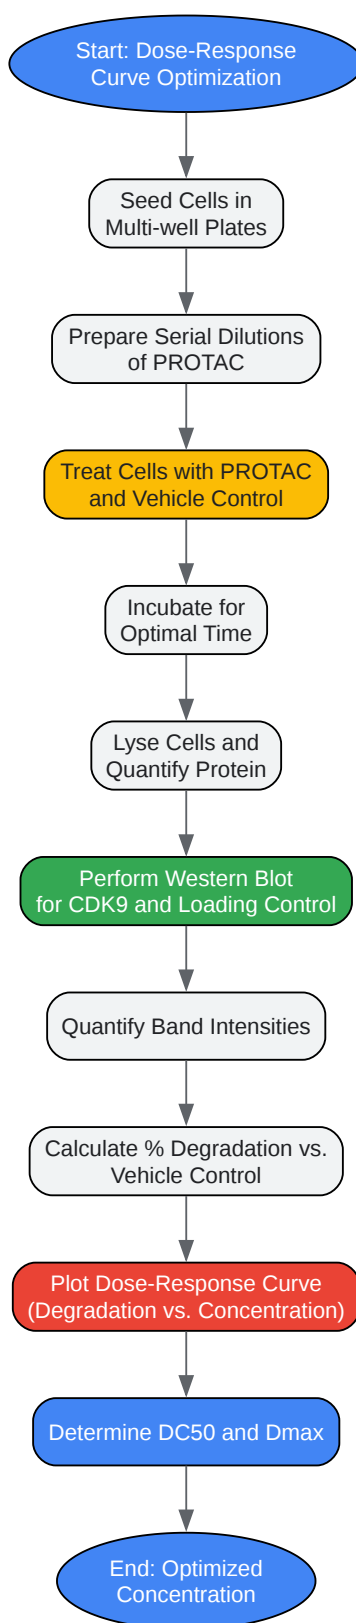 Start: Dose-Response
Curve Optimization
Seed Cells in
Multi-well Plates
Prepare Serial Dilutions
of PROTAC
Treat Cells with PROTAC
and Vehicle Control
Incubate for
Optimal Time
Lyse Cells and
Quantify Protein
Perform Western Blot
for CDK9 and Loading Control
Quantify Band Intensities
Calculate % Degradation vs.
Vehicle Control
Plot Dose-Response Curve
(Degradation vs. Concentration)
Determine DC50 and Dmax
End: Optimized
Concentration